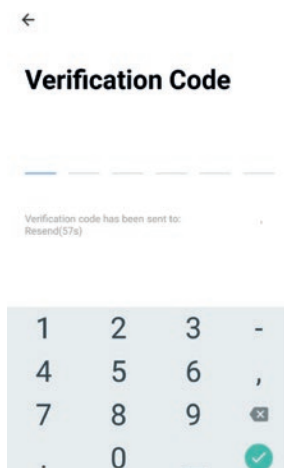 Verification Code
Verification code has been sent to:
Resend(57s)
1 2 3 -
4 5 6 ,
7 8 9
. 0